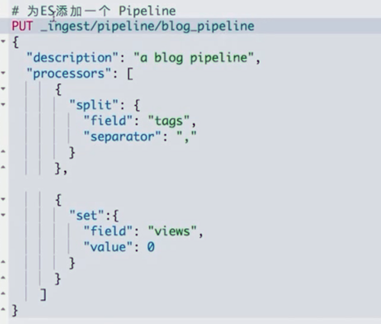 # 为ES添加一个 Pipeline
PUT _ingest/pipeline/blog_pipeline
{
  "description": "a blog pipeline",
  "processors": [
      {
        "split": {
          "field": "tags",
          "separator": ","
        }
      },

      {
        "set":{
          "field": "views",
          "value": 0
        }
      }
    ]
}